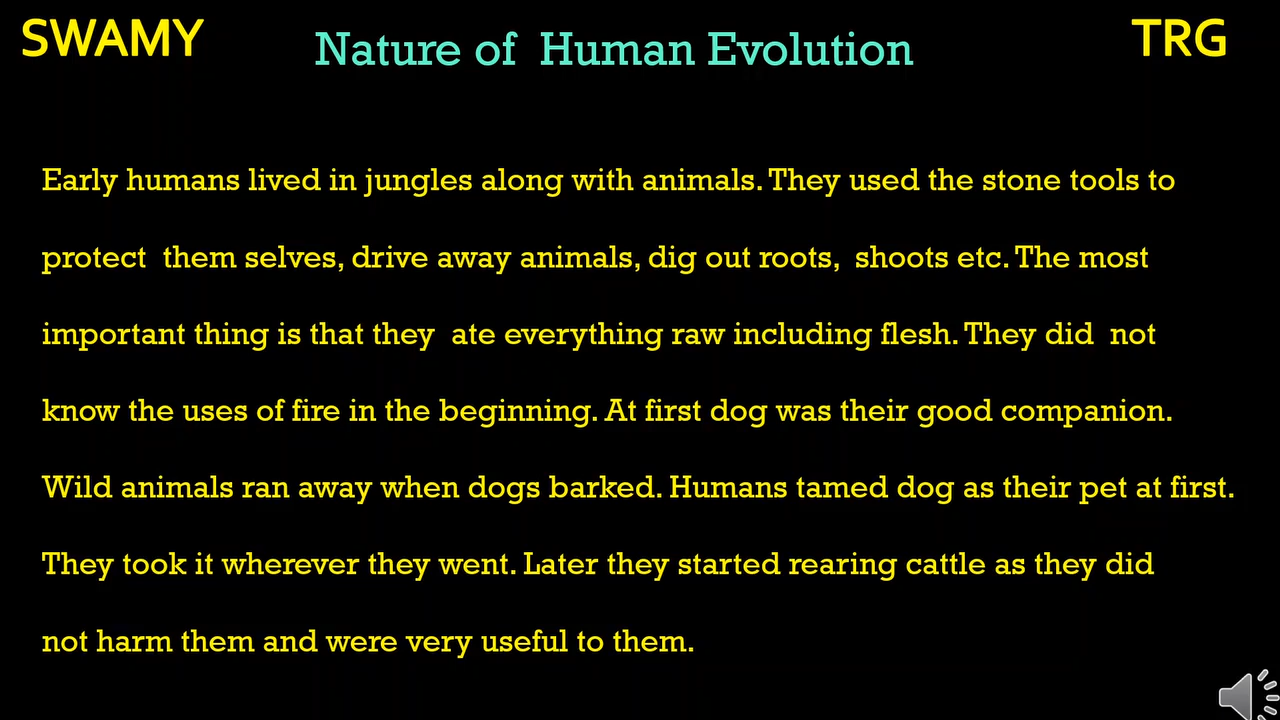 SWAMY
Nature of Human Evolution
TRG
Early humans lived in jungles along with animals. They used the stone tools to
protect them selves, drive away animals, dig out roots, shoots etc. The most
important thing is that they ate everything raw including flesh. They did not
know the uses of fire in the beginning. At first dog was their good companion.
Wild animals ran away when dogs barked. Humans tamed dog as their pet at first.
They took it wherever they went. Later they started rearing cattle as they did
not harm them and were very useful to them.